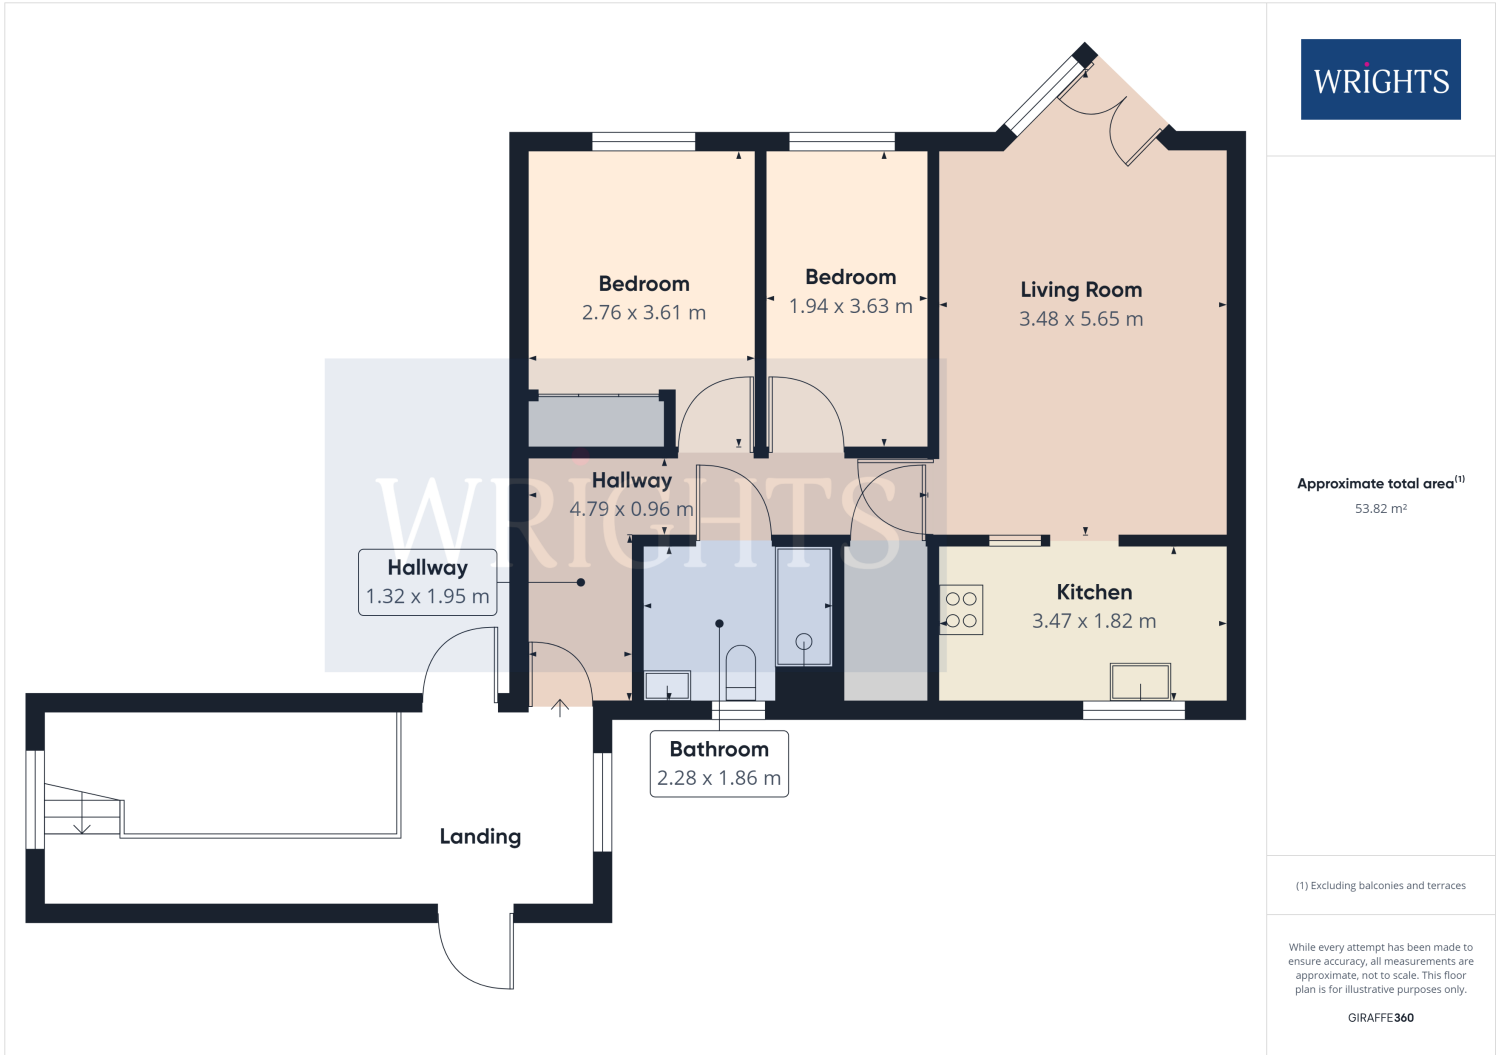 WRIGHTS
Bedroom
2.76 x 3.61 m
Bedroom
1.94 x 3.63 m
Living Room
3.48 x 5.65 m
Hallway
4.79 x 0.96 m
WRIGHTS
Hallway
1.32 x 1.95 m
Kitchen
3.47 x 1.82 m
Bathroom
2.28 x 1.86 m
Landing
Approximate total area(1)
53.82 m²
(1) Excluding balconies and terraces
While every attempt has been made to
ensure accuracy, all measurements are
approximate, not to scale. This floor
plan is for illustrative purposes only.
GIRAFFE360